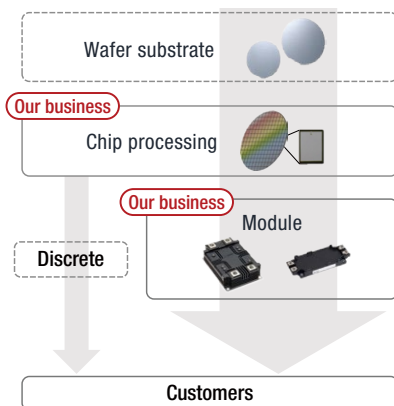 Wafer substrate
Our business
Chip processing
Our business
Module
Discrete
Customers